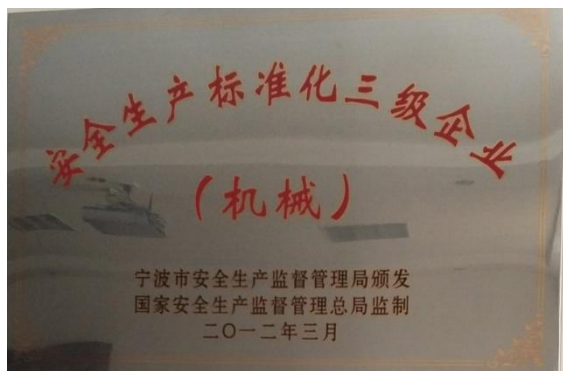 安全生产标准化三级企业
（机械）
宁波市安全生产监督管理局颁发
国家安全生产监督管理总局监制
二〇一二年三月